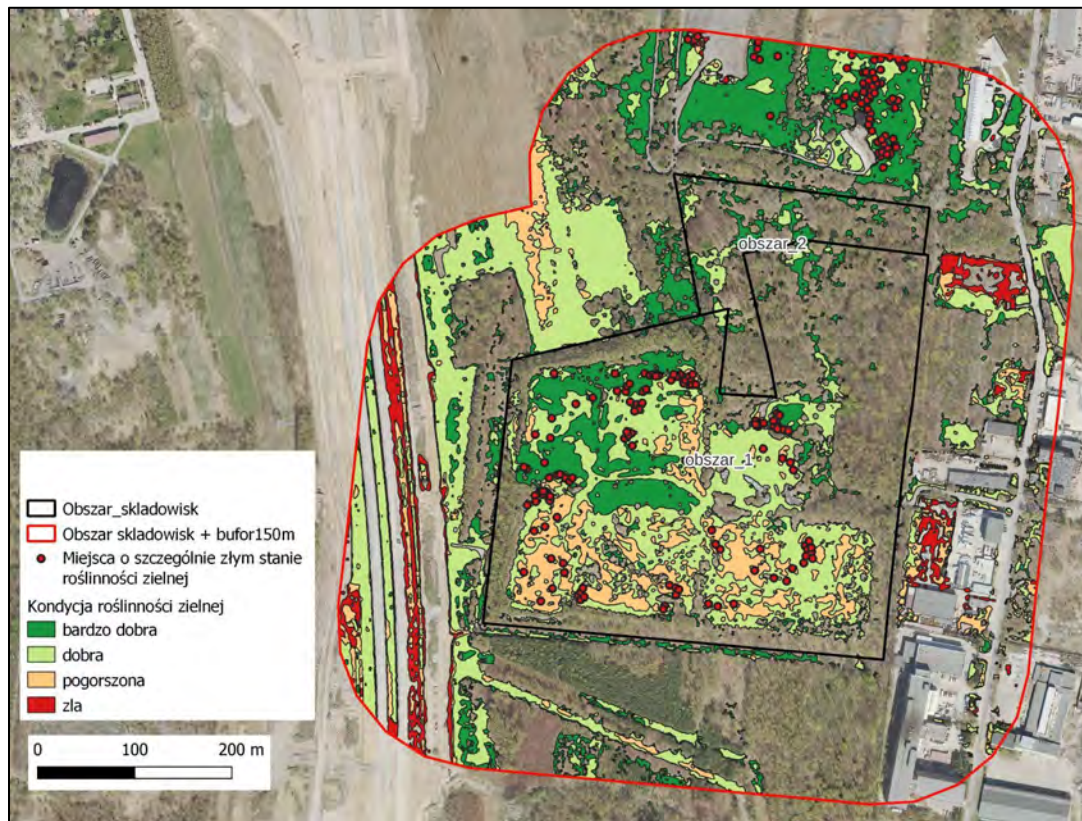 obszar_2
obszar_1
Obszar_skladowisk
Obszar skladowisk + bufor150m
Miejsca o szczególnie złym stanie
roślinności zielnej
Kondycja roślinności zielnej
bardzo dobra
dobra
pogorszona
zla
0 100 200 m